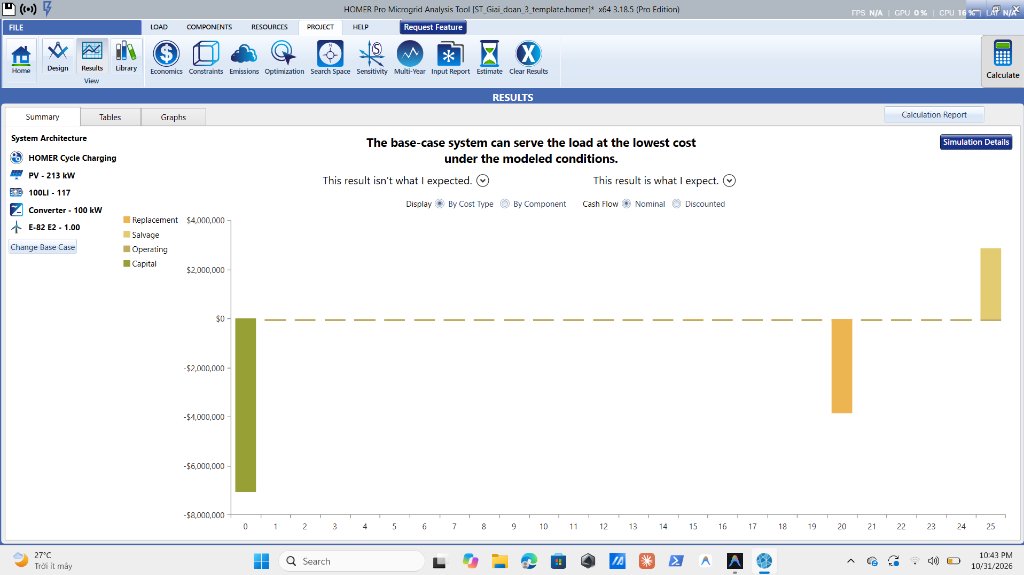 HOMER Pro Microgrid Analysis Tool [ST_Giai_doan_3_template.homer]* x64 3.18.5 (Pro Edition)
FPS N/A | GPU 0% | CPU 16% | LAT N/A
FILE
LOAD COMPONENTS RESOURCES PROJECT HELP
Request Feature
Home
Design
Results
Library
View
Economics
Constraints
Emissions
Optimization
Search Space
Sensitivity
Multi-Year
Input Report
Estimate
Clear Results
Calculate
RESULTS
Summary
Tables
Graphs
Calculation Report
System Architecture
HOMER Cycle Charging
PV - 213 kW
100LI - 117
Converter - 100 kW
E-82 E2 - 1.00
Change Base Case
The base-case system can serve the load at the lowest cost
under the modeled conditions.
Simulation Details
This result isn't what I expected.
This result is what I expect.
Display By Cost Type By Component Cash Flow Nominal Discounted
Replacement
Salvage
Operating
Capital
$4,000,000
$2,000,000
$0
-$2,000,000
-$4,000,000
-$6,000,000
-$8,000,000
0 1 2 3 4 5 6 7 8 9 10 11 12 13 14 15 16 17 18 19 20 21 22 23 24 25
27°C
Trời ít mây
Search
10:43 PM
10/31/2026